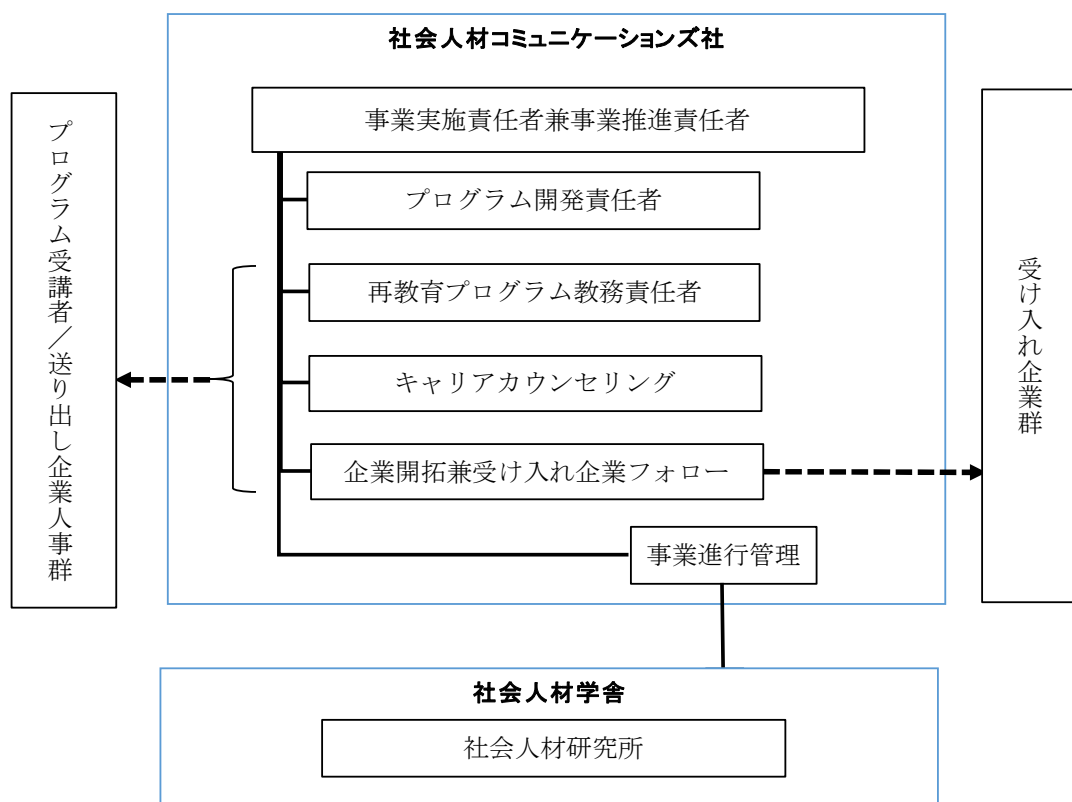 社会人材コミュニケーションズ社
事業実施責任者兼事業推進責任者
プログラム受講者／送り出し企業人事群
プログラム開発責任者
再教育プログラム教務責任者
キャリアカウンセリング
企業開拓兼受け入れ企業フォロー
事業進行管理
受け入れ企業群
社会人材学舎
社会人材研究所